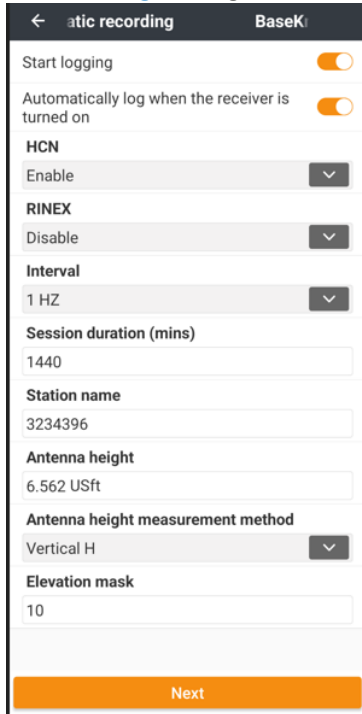 atic recording BaseK
Start logging
Automatically log when the receiver is
turned on
HCN
Enable
RINEX
Disable
Interval
1 HZ
Session duration (mins)
1440
Station name
3234396
Antenna height
6.562 USft
Antenna height measurement method
Vertical H
Elevation mask
10
Next